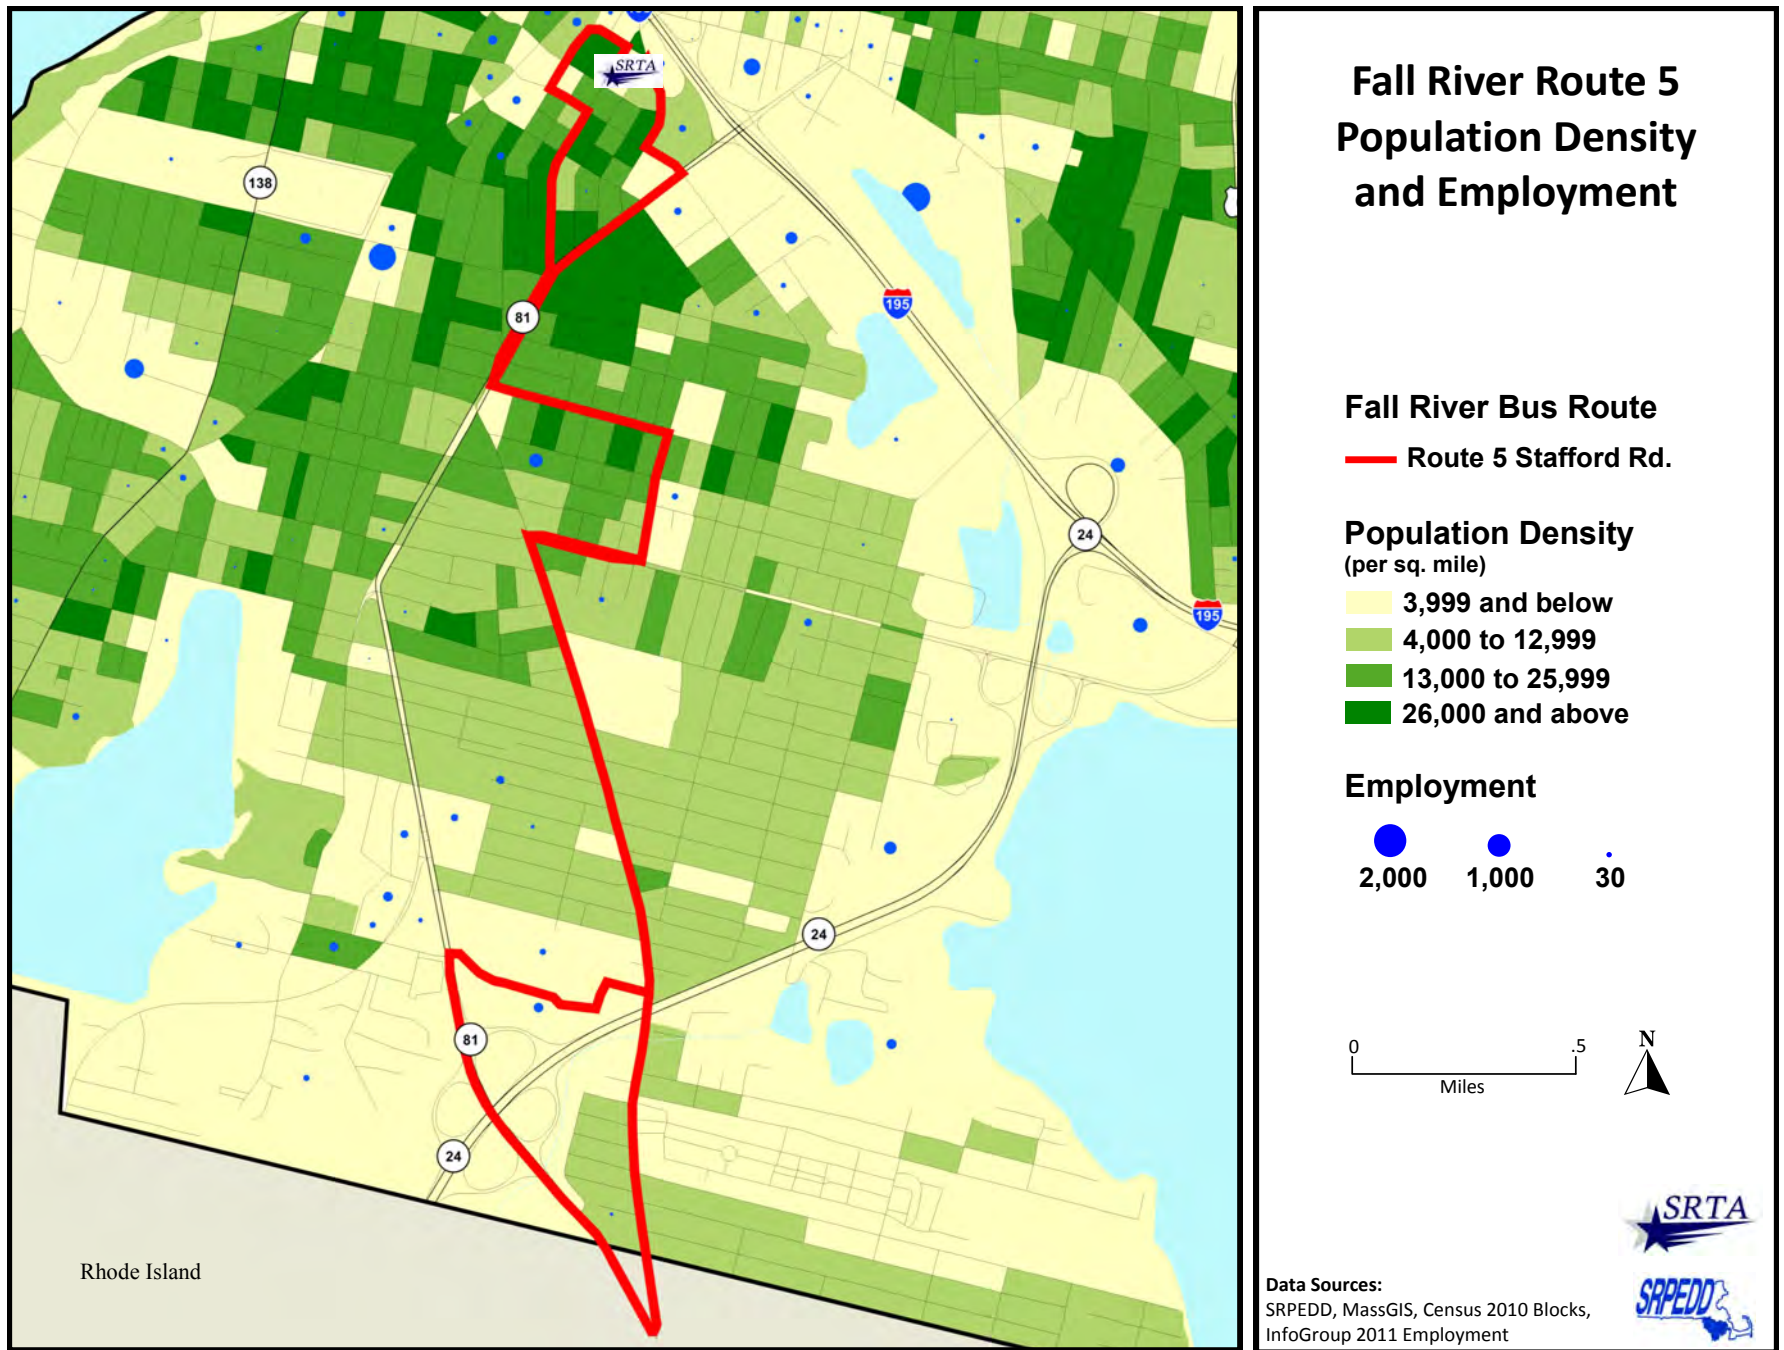 SRTA
138
81
195
24
195
24
81
24
Rhode Island
Fall River Route 5
Population Density
and Employment
Fall River Bus Route
Route 5 Stafford Rd.
Population Density
(per sq. mile)
3,999 and below
4,000 to 12,999
13,000 to 25,999
26,000 and above
Employment
2,000 1,000 30
0 .5
Miles
N
SRTA
SRPEDD
Data Sources:
SRPEDD, MassGIS, Census 2010 Blocks,
InfoGroup 2011 Employment